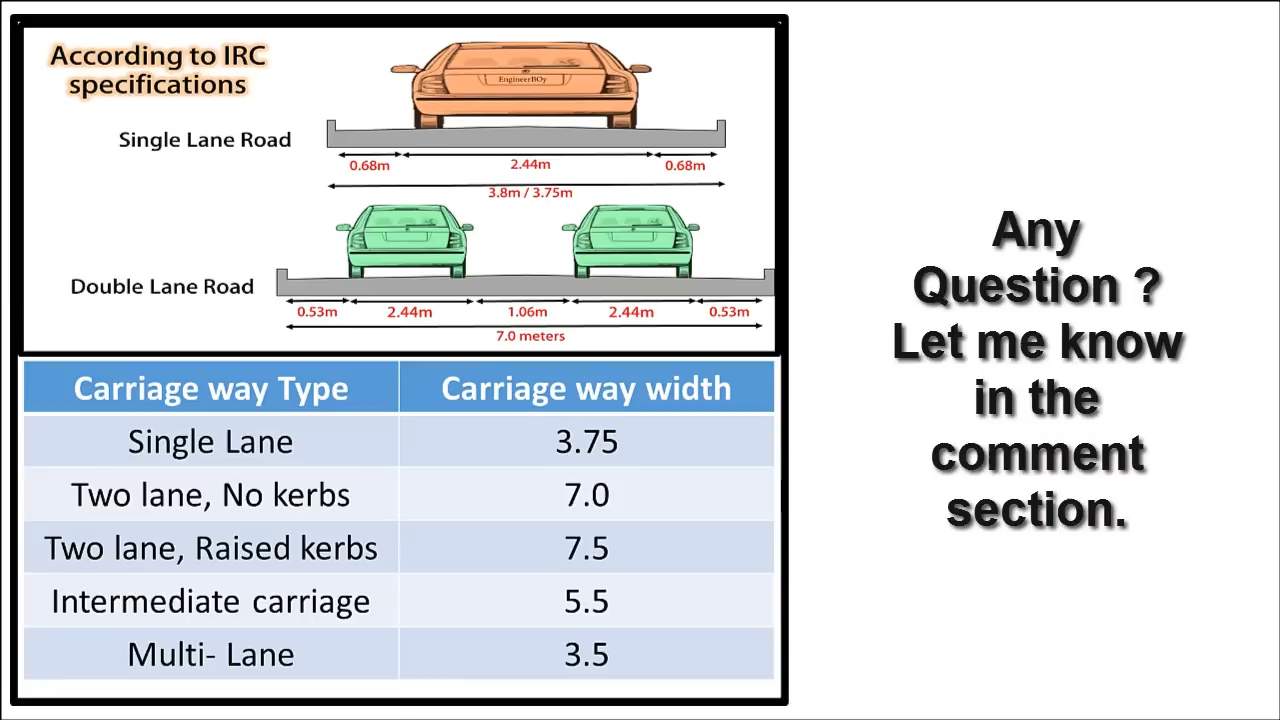 According to IRC
specifications
EngineerBOy
Single Lane Road
0.68m 2.44m 0.68m
3.8m / 3.75m
Double Lane Road
0.53m 2.44m 1.06m 2.44m 0.53m
7.0 meters
Carriage way Type Carriage way width
Single Lane 3.75
Two lane, No kerbs 7.0
Two lane, Raised kerbs 7.5
Intermediate carriage 5.5
Multi- Lane 3.5
Any
Question ?
Let me know
in the
comment
section.